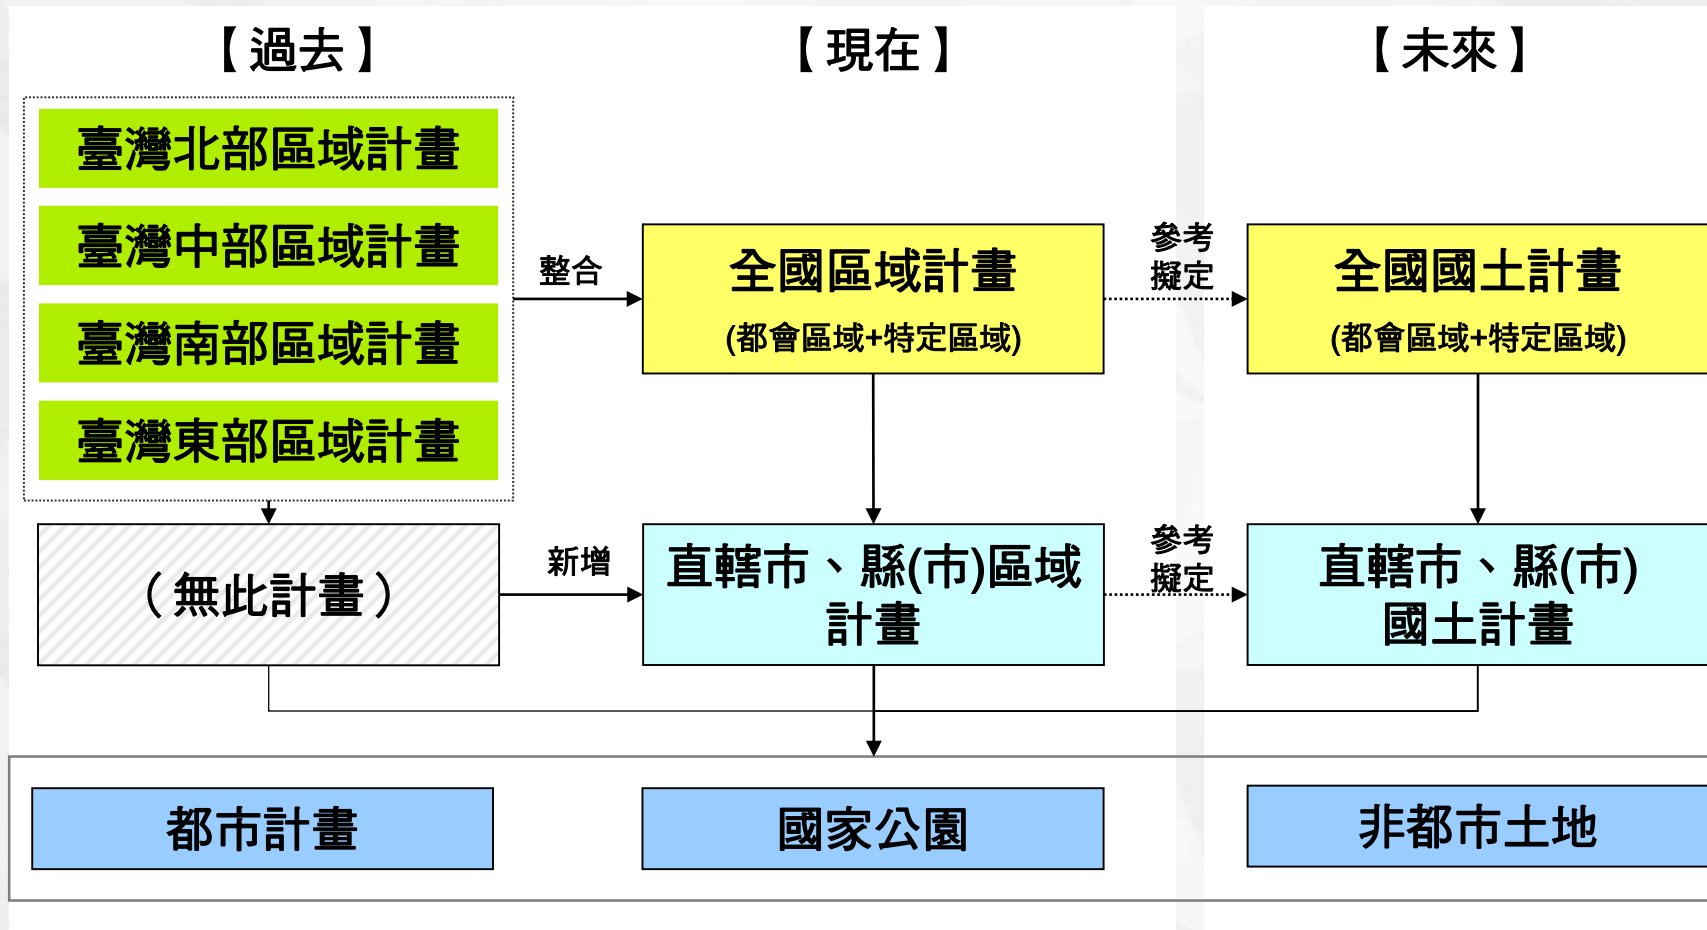 【過去】
【現在】
【未來】
臺灣北部區域計畫
臺灣中部區域計畫
臺灣南部區域計畫
臺灣東部區域計畫
整合
全國區域計畫
(都會區域+特定區域)
參考
擬定
全國國土計畫
(都會區域+特定區域)
（無此計畫）
新增
直轄市、縣(市)區域
計畫
參考
擬定
直轄市、縣(市)
國土計畫
都市計畫
國家公園
非都市土地